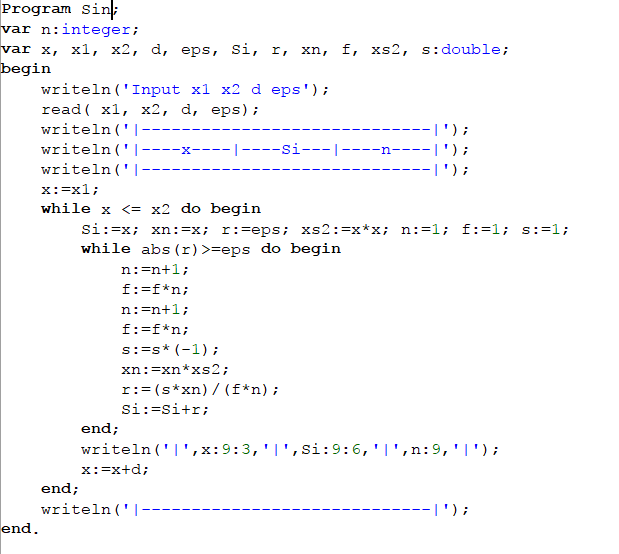 Program Sin;
var n:integer;
var x, x1, x2, d, eps, Si, r, xn, f, xs2, s:double;
begin
    writeln('Input x1 x2 d eps');
    read( x1, x2, d, eps);
    writeln('|-----------------------------|');
    writeln('|----x----|----Si---|----n----|');
    writeln('|-----------------------------|');
    x:=x1;
    while x <= x2 do begin
        Si:=x; xn:=x; r:=eps; xs2:=x*x; n:=1; f:=1; s:=1;
        while abs(r)>=eps do begin
            n:=n+1;
            f:=f*n;
            n:=n+1;
            f:=f*n;
            s:=s*(-1);
            xn:=xn*xs2;
            r:=(s*xn)/(f*n);
            Si:=Si+r;
        end;
        writeln('|',x:9:3,'|',Si:9:6,'|',n:9,'|');
        x:=x+d;
    end;
    writeln('|-----------------------------|');
end.